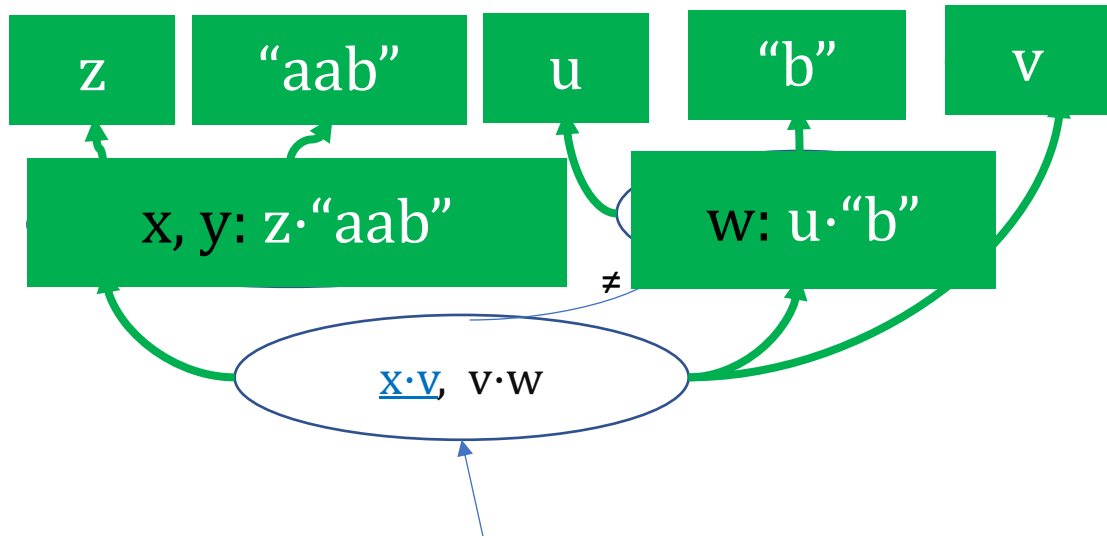 z
“aab”
u
“b”
v
x, y: z·“aab”
w: u·“b”
≠
x·v, v·w